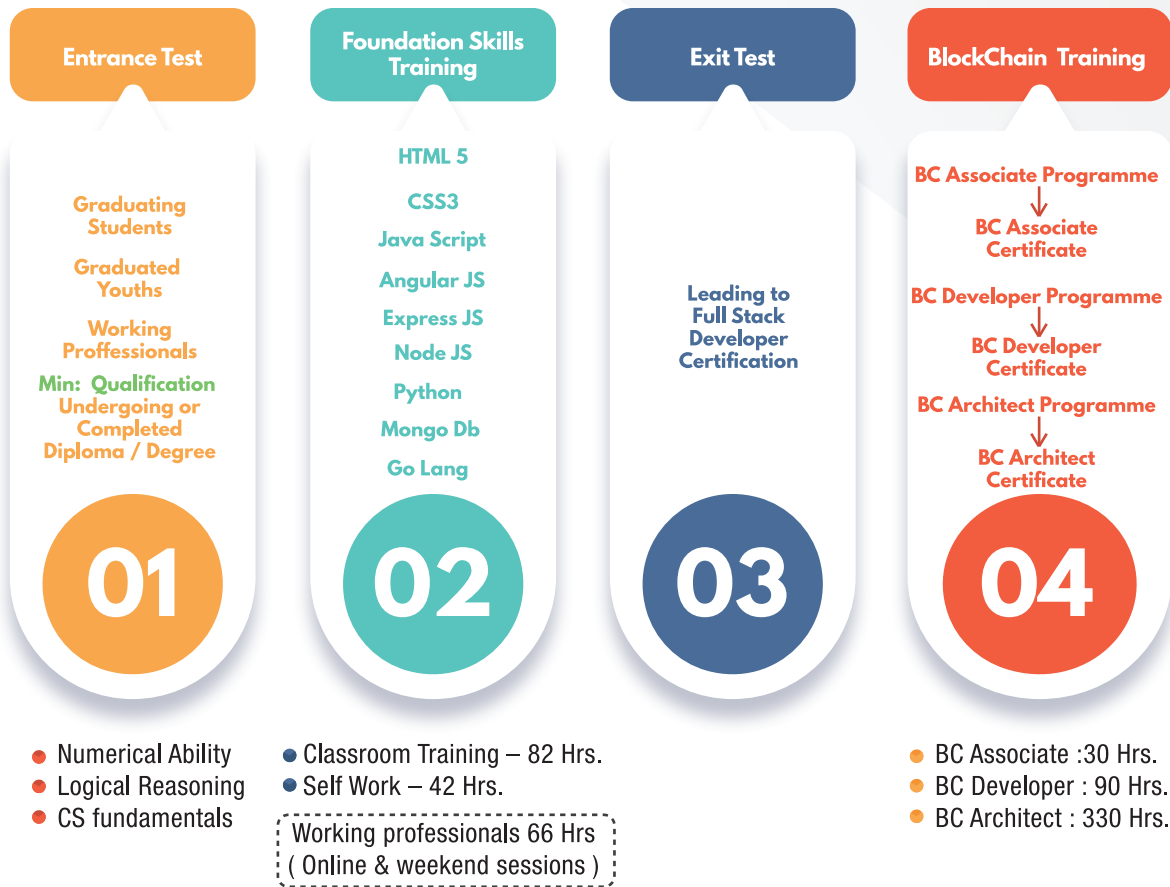 Entrance Test
Graduating
Students
Graduated
Youths
Working
Proffessionals
Min: Qualification
Undergoing or
Completed
Diploma / Degree
01
Numerical Ability
Logical Reasoning
CS fundamentals
Foundation Skills
Training
HTML 5
CSS3
Java Script
Angular JS
Express JS
Node JS
Python
Mongo Db
Go Lang
02
Classroom Training – 82 Hrs.
Self Work – 42 Hrs.
Working professionals 66 Hrs
( Online & weekend sessions )
Exit Test
Leading to
Full Stack
Developer
Certification
03
BlockChain Training
BC Associate Programme
BC Associate
Certificate
BC Developer Programme
BC Developer
Certificate
BC Architect Programme
BC Architect
Certificate
04
BC Associate :30 Hrs.
BC Developer : 90 Hrs.
BC Architect : 330 Hrs.